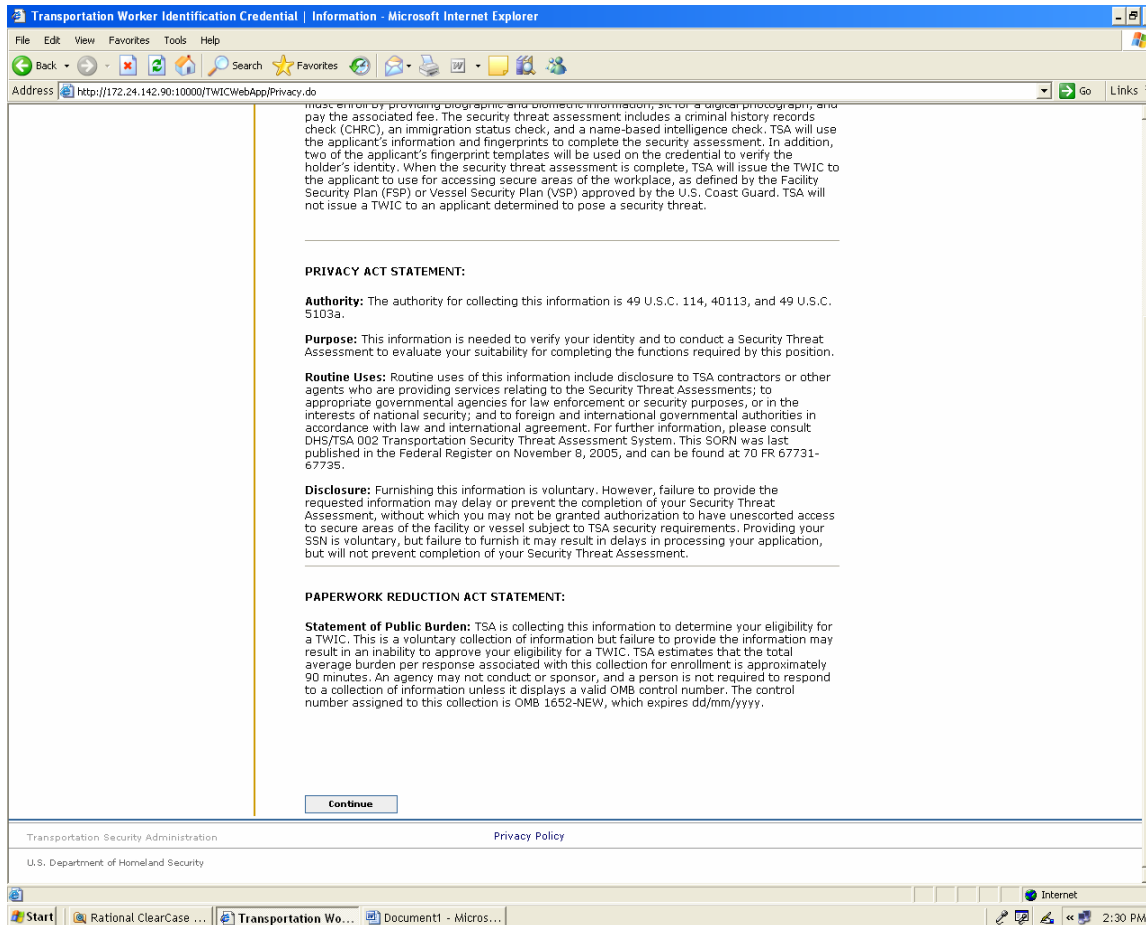 Transportation Worker Identification Credential | Information - Microsoft Internet Explorer
File Edit View Favorites Tools Help
Back Search Favorites
Address http://172.24.142.90:10000/TWICWebApp/Privacy.do Go Links
must enroll by providing biographic and biometric information, sit for a digital photograph, and
pay the associated fee. The security threat assessment includes a criminal history records
check (CHRC), an immigration status check, and a name-based intelligence check. TSA will use
the applicant's information and fingerprints to complete the security assessment. In addition,
two of the applicant's fingerprint templates will be used on the credential to verify the
holder's identity. When the security threat assessment is complete, TSA will issue the TWIC to
the applicant to use for accessing secure areas of the workplace, as defined by the Facility
Security Plan (FSP) or Vessel Security Plan (VSP) approved by the U.S. Coast Guard. TSA will
not issue a TWIC to an applicant determined to pose a security threat.
PRIVACY ACT STATEMENT:
Authority: The authority for collecting this information is 49 U.S.C. 114, 40113, and 49 U.S.C.
5103a.
Purpose: This information is needed to verify your identity and to conduct a Security Threat
Assessment to evaluate your suitability for completing the functions required by this position.
Routine Uses: Routine uses of this information include disclosure to TSA contractors or other
agents who are providing services relating to the Security Threat Assessments; to
appropriate governmental agencies for law enforcement or security purposes, or in the
interests of national security; and to foreign and international governmental authorities in
accordance with law and international agreement. For further information, please consult
DHS/TSA 002 Transportation Security Threat Assessment System. This SORN was last
published in the Federal Register on November 8, 2005, and can be found at 70 FR 67731-
67735.
Disclosure: Furnishing this information is voluntary. However, failure to provide the
requested information may delay or prevent the completion of your Security Threat
Assessment, without which you may not be granted authorization to have unescorted access
to secure areas of the facility or vessel subject to TSA security requirements. Providing your
SSN is voluntary, but failure to furnish it may result in delays in processing your application,
but will not prevent completion of your Security Threat Assessment.
PAPERWORK REDUCTION ACT STATEMENT:
Statement of Public Burden: TSA is collecting this information to determine your eligibility for
a TWIC. This is a voluntary collection of information but failure to provide the information may
result in an inability to approve your eligibility for a TWIC. TSA estimates that the total
average burden per response associated with this collection for enrollment is approximately
90 minutes. An agency may not conduct or sponsor, and a person is not required to respond
to a collection of information unless it displays a valid OMB control number. The control
number assigned to this collection is OMB 1652-NEW, which expires dd/mm/yyyy.
Continue
Transportation Security Administration Privacy Policy
U.S. Department of Homeland Security
Internet
Start Rational ClearCase ... Transportation Wo... Document1 - Micros... 2:30 PM